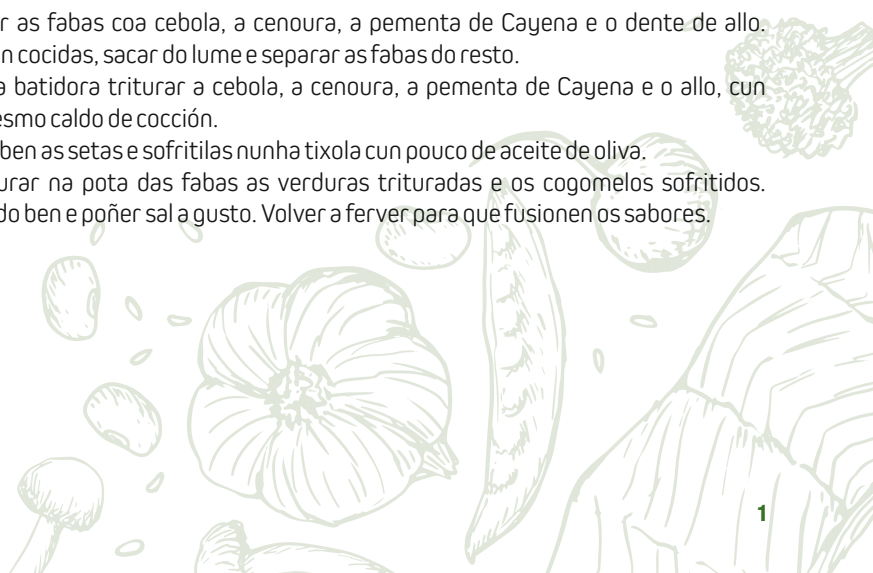 r as fabas coa cebola, a cenoura, a pementa de Cayena e o dente de allo.
n cocidas, sacar do lume e separar as fabas do resto.
a batidora triturar a cebola, a cenoura, a pementa de Cayena e o allo, cun
esmo caldo de cocción.
ben as setas e sofritilas nunha tixola cun pouco de aceite de oliva.
urar na pota das fabas as verduras trituradas e os cogomelos sofritidos.
do ben e poñer sal a gusto. Volver a ferver para que fusionen os sabores.
1